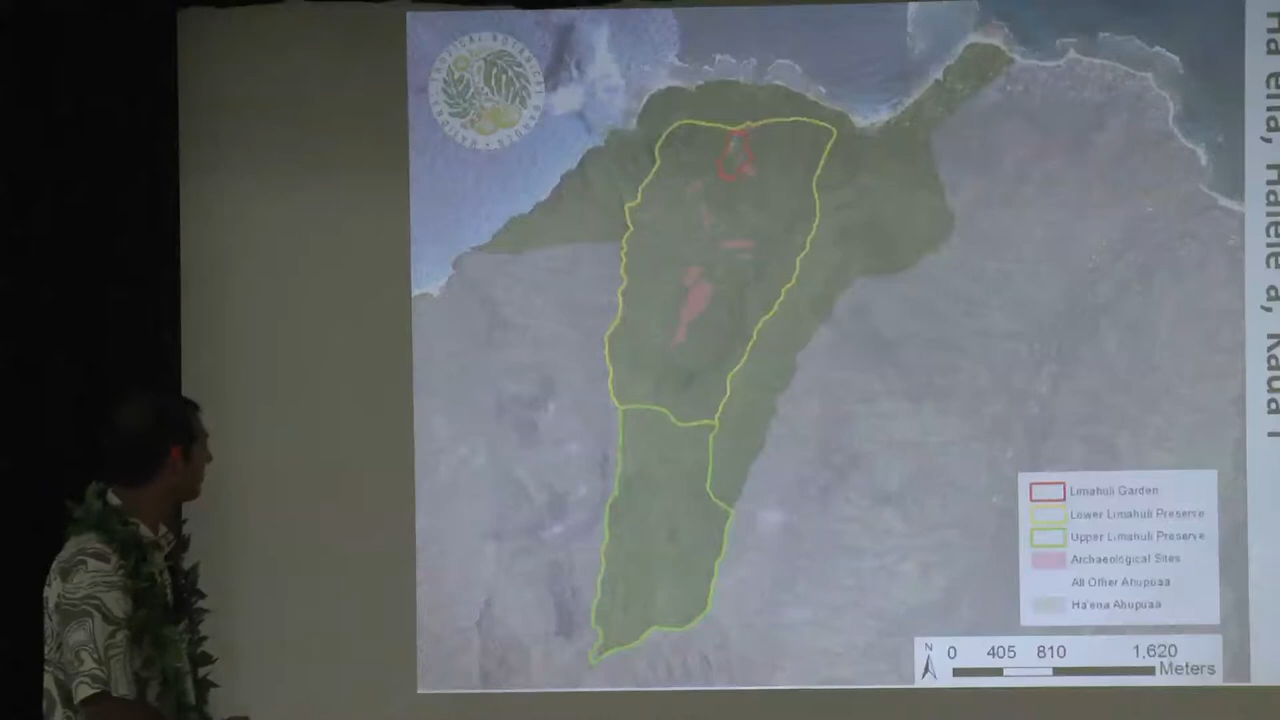 Limahuli Garden
Lower Limahuli Preserve
Upper Limahuli Preserve
Archaeological Sites
All Other Ahupuaa
Ha'ena Ahupuaa
N
0 405 810 1,620
Meters